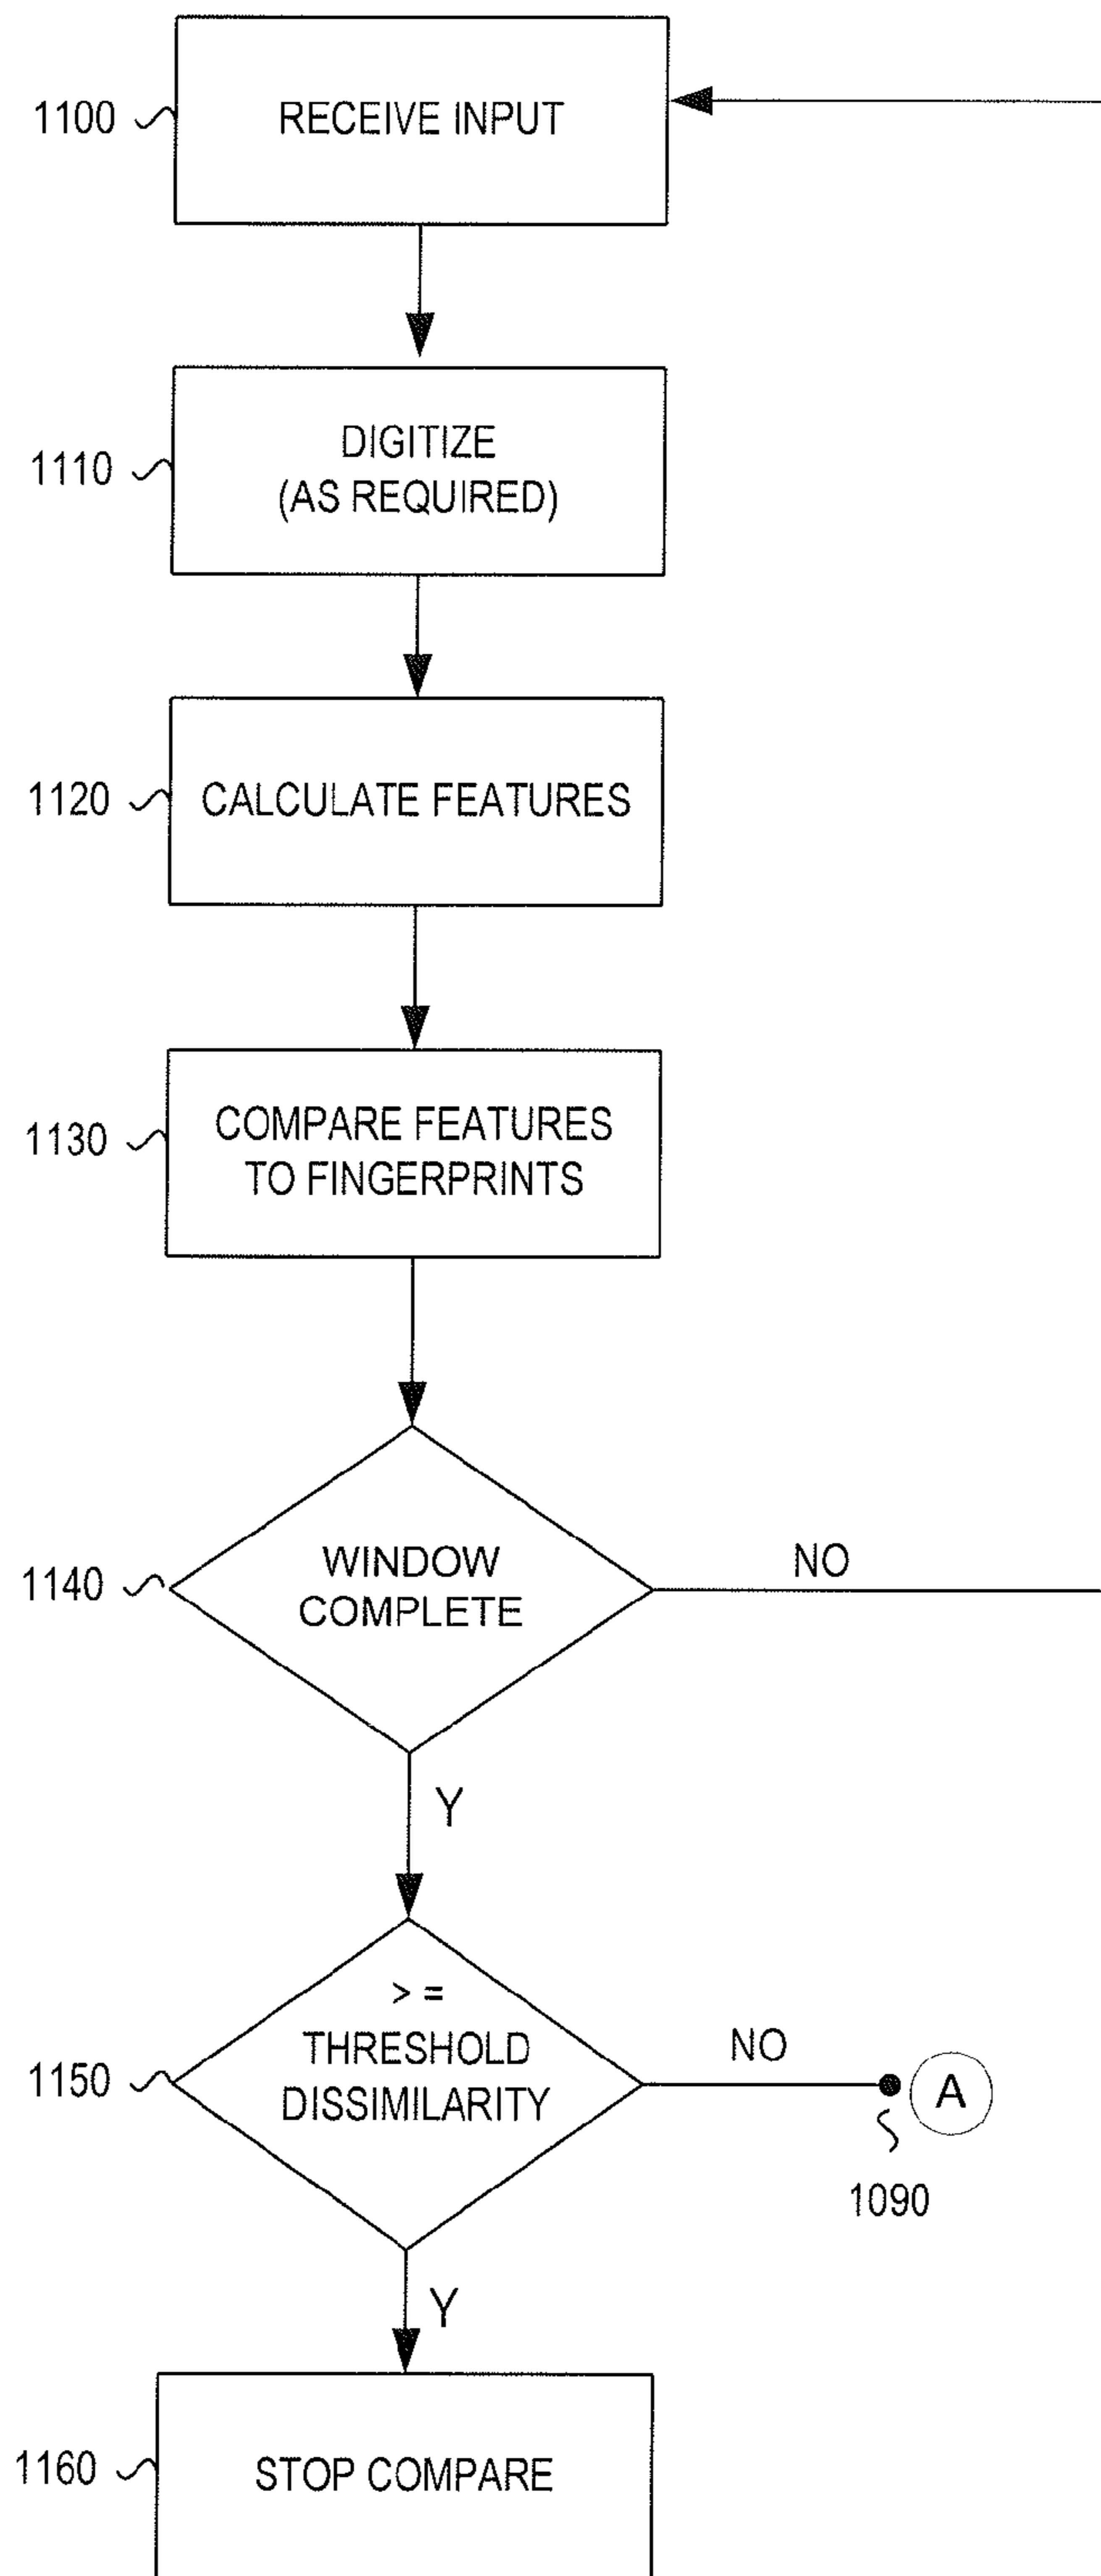 1100
RECEIVE INPUT
1110
DIGITIZE
(AS REQUIRED)
1120
CALCULATE FEATURES
1130
COMPARE FEATURES
TO FINGERPRINTS
1140
WINDOW
COMPLETE
NO
Y
1150
> =
THRESHOLD
DISSIMILARITY
NO
A
1090
Y
1160
STOP COMPARE